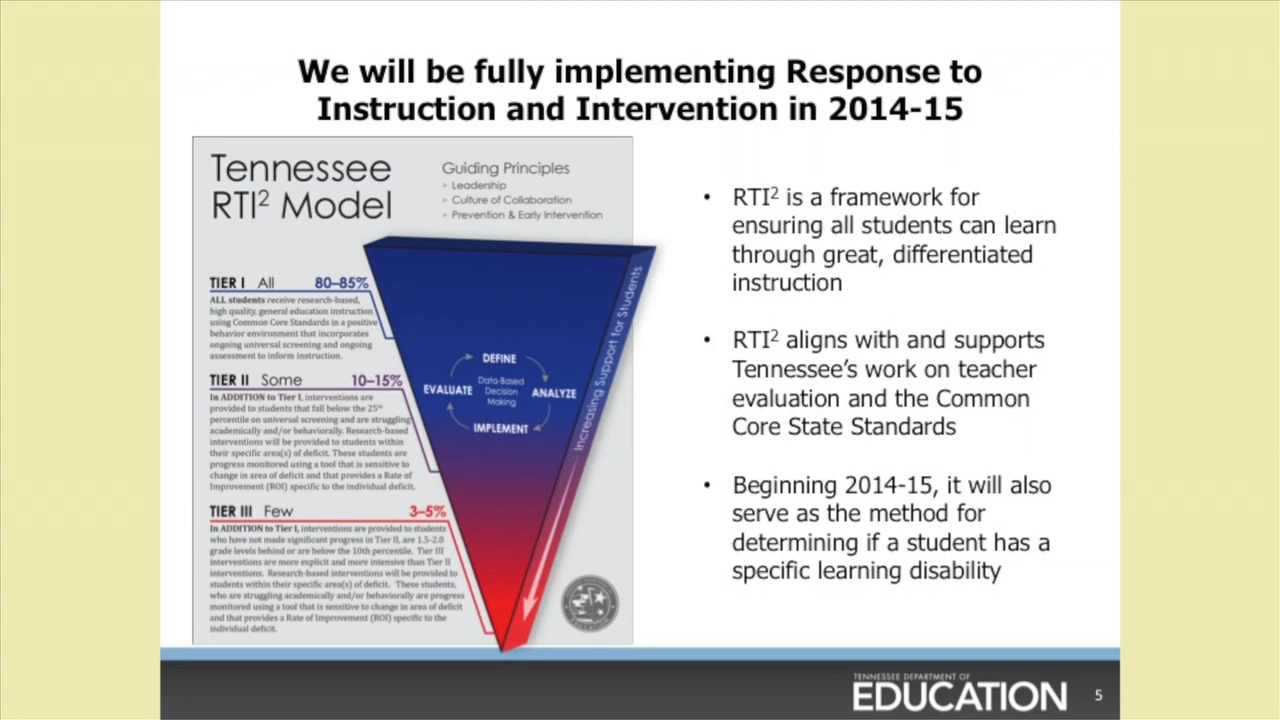 We will be fully implementing Response to
Instruction and Intervention in 2014-15
Tennessee
RTI² Model
Guiding Principles
Leadership
Culture of Collaboration
Prevention & Early Intervention
TIER I All 80–85%
ALL students receive research-based,
high quality, general education instruction
using Common Core Standards in a positive
behavior environment that incorporates
ongoing universal screening and ongoing
assessment to inform instruction.
TIER II Some 10–15%
In ADDITION to Tier I, interventions are
provided to students that fall below the 25th
percentile on universal screening and are struggling
academically and/or behaviorally. Research-based
interventions will be provided to students within
their specific area(s) of deficit. These students are
progress monitored using a tool that is sensitive to
change in area of deficit and that provides a Rate of
Improvement (ROI) specific to the individual deficit.
TIER III Few 3–5%
In ADDITION to Tier I, interventions are provided to students
who have not made significant progress in Tier II, are 1.5-2.0
grade levels behind or are below the 10th percentile. Tier III
interventions are more explicit and more intensive than Tier II
interventions. Research-based interventions will be provided to
students within their specific area(s) of deficit. These students,
who are struggling academically and/or behaviorally are progress
monitored using a tool that is sensitive to change in area of deficit
and that provides a Rate of Improvement (ROI) specific to the
individual deficit.
DEFINE
EVALUATE
Data-Based
Decision
Making
ANALYZE
IMPLEMENT
Increasing Support for Students
• RTI² is a framework for
ensuring all students can learn
through great, differentiated
instruction
• RTI² aligns with and supports
Tennessee's work on teacher
evaluation and the Common
Core State Standards
• Beginning 2014-15, it will also
serve as the method for
determining if a student has a
specific learning disability
TENNESSEE DEPARTMENT OF
EDUCATION
5